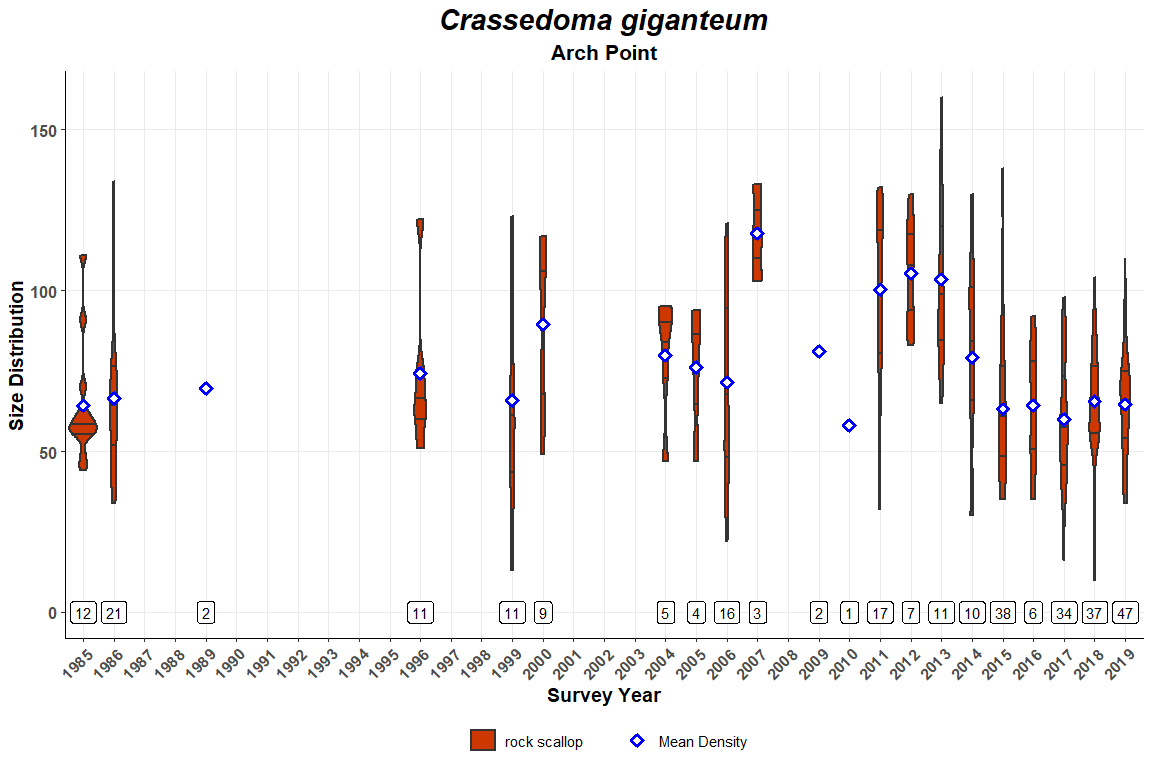 Crassedoma giganteum
Arch Point
Size Distribution
150
100
50
0
12 21 2 11 11 9 5 4 16 3 2 1 17 7 11 10 38 6 34 37 47
1985 1986 1987 1988 1989 1990 1991 1992 1993 1994 1995 1996 1997 1998 1999 2000 2001 2002 2003 2004 2005 2006 2007 2008 2009 2010 2011 2012 2013 2014 2015 2016 2017 2018 2019
Survey Year
rock scallop Mean Density